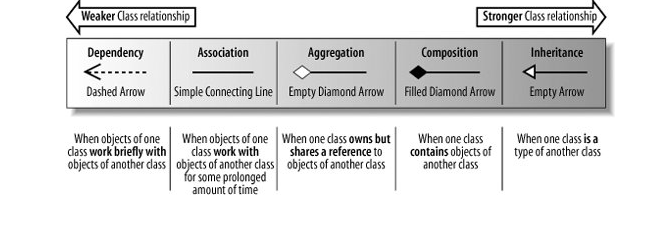 Weaker Class relationship
Stronger Class relationship
Dependency
Association
Aggregation
Composition
Inheritance
Dashed Arrow
Simple Connecting Line
Empty Diamond Arrow
Filled Diamond Arrow
Empty Arrow
When objects of one
class work briefly with
objects of another class
When objects of one
class work with
objects of another class
for some prolonged
amount of time
When one class owns but
shares a reference to
objects of another class
When one class
contains objects of
another class
When one class is a
type of another class